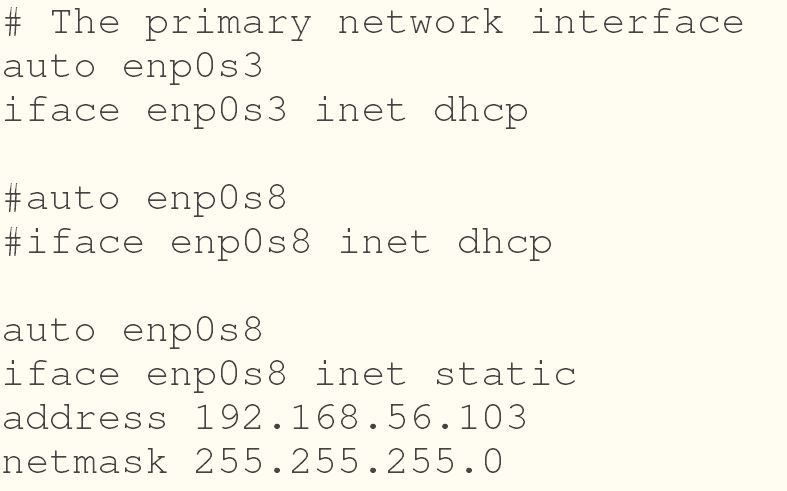 # The primary network interface
auto enp0s3
iface enp0s3 inet dhcp
#auto enp0s8
#iface enp0s8 inet dhcp
auto enp0s8
iface enp0s8 inet static
address 192.168.56.103
netmask 255.255.255.0